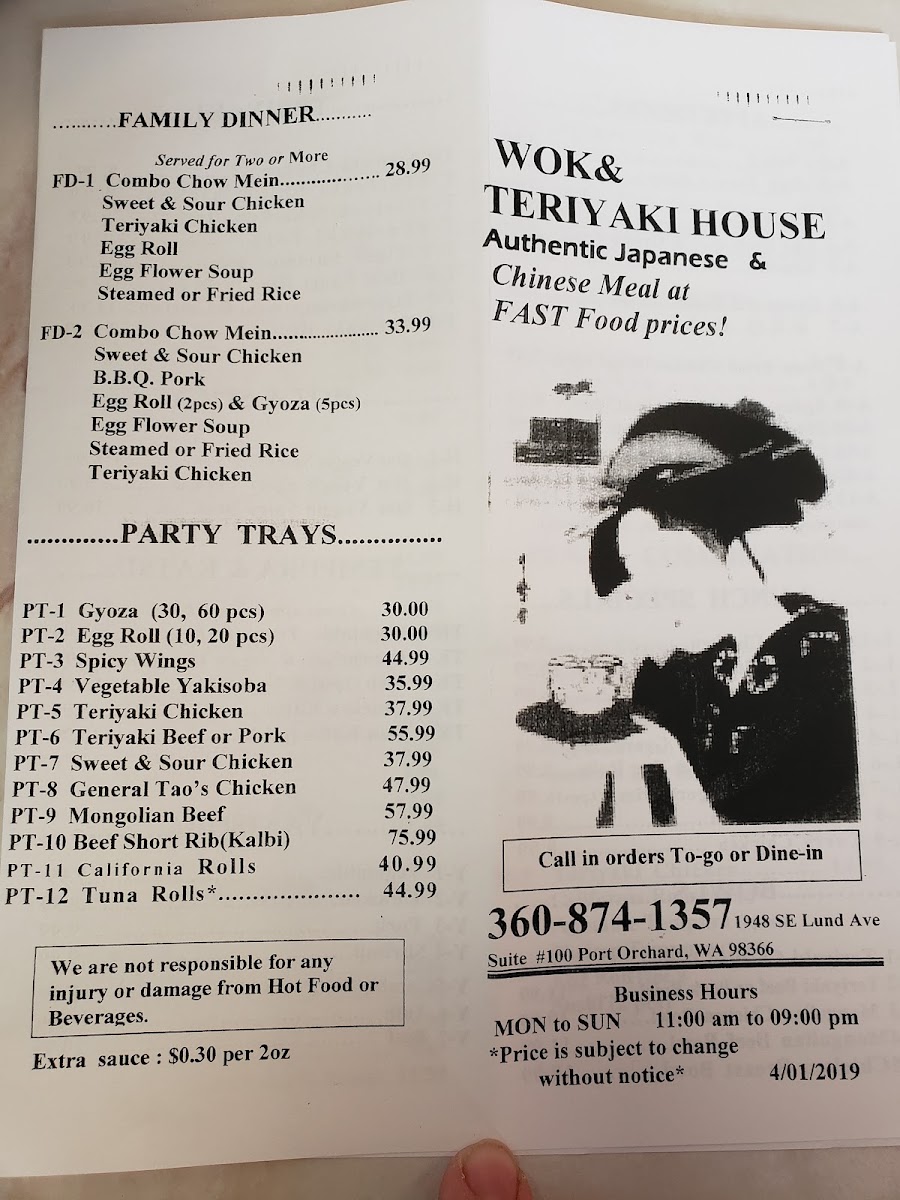 ..........FAMILY DINNER...........
Served for Two or More
FD-1 Combo Chow Mein.................. 28.99
Sweet & Sour Chicken
Teriyaki Chicken
Egg Roll
Egg Flower Soup
Steamed or Fried Rice
FD-2 Combo Chow Mein...................... 33.99
Sweet & Sour Chicken
B.B.Q. Pork
Egg Roll (2pcs) & Gyoza (5pcs)
Egg Flower Soup
Steamed or Fried Rice
Teriyaki Chicken
.............PARTY TRAYS...............
PT-1 Gyoza (30, 60 pcs) 30.00
PT-2 Egg Roll (10, 20 pcs) 30.00
PT-3 Spicy Wings 44.99
PT-4 Vegetable Yakisoba 35.99
PT-5 Teriyaki Chicken 37.99
PT-6 Teriyaki Beef or Pork 55.99
PT-7 Sweet & Sour Chicken 37.99
PT-8 General Tao's Chicken 47.99
PT-9 Mongolian Beef 57.99
PT-10 Beef Short Rib(Kalbi) 75.99
PT-11 California Rolls 40.99
PT-12 Tuna Rolls*..................... 44.99
We are not responsible for any
injury or damage from Hot Food or
Beverages.
Extra sauce : $0.30 per 2oz
WOK&
TERIYAKI HOUSE
Authentic Japanese &
Chinese Meal at
FAST Food prices!
Call in orders To-go or Dine-in
360-874-1357 1948 SE Lund Ave
Suite #100 Port Orchard, WA 98366
Business Hours
MON to SUN 11:00 am to 09:00 pm
*Price is subject to change
without notice* 4/01/2019